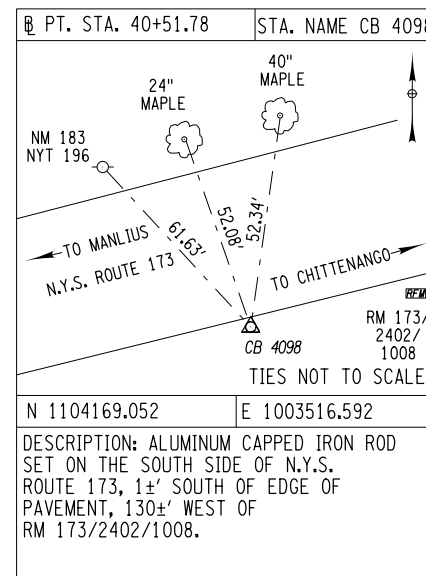 BL PT. STA. 40+51.78
STA. NAME CB 4098
40"
MAPLE
24"
MAPLE
NM 183
NYT 196
61.63'
52.08'
52.34'
TO MANLIUS
N.Y.S. ROUTE 173
TO CHITTENANGO
RM 173/
2402/
1008
CB 4098
TIES NOT TO SCALE
N 1104169.052
E 1003516.592
DESCRIPTION: ALUMINUM CAPPED IRON ROD
SET ON THE SOUTH SIDE OF N.Y.S.
ROUTE 173, 1±' SOUTH OF EDGE OF
PAVEMENT, 130±' WEST OF
RM 173/2402/1008.